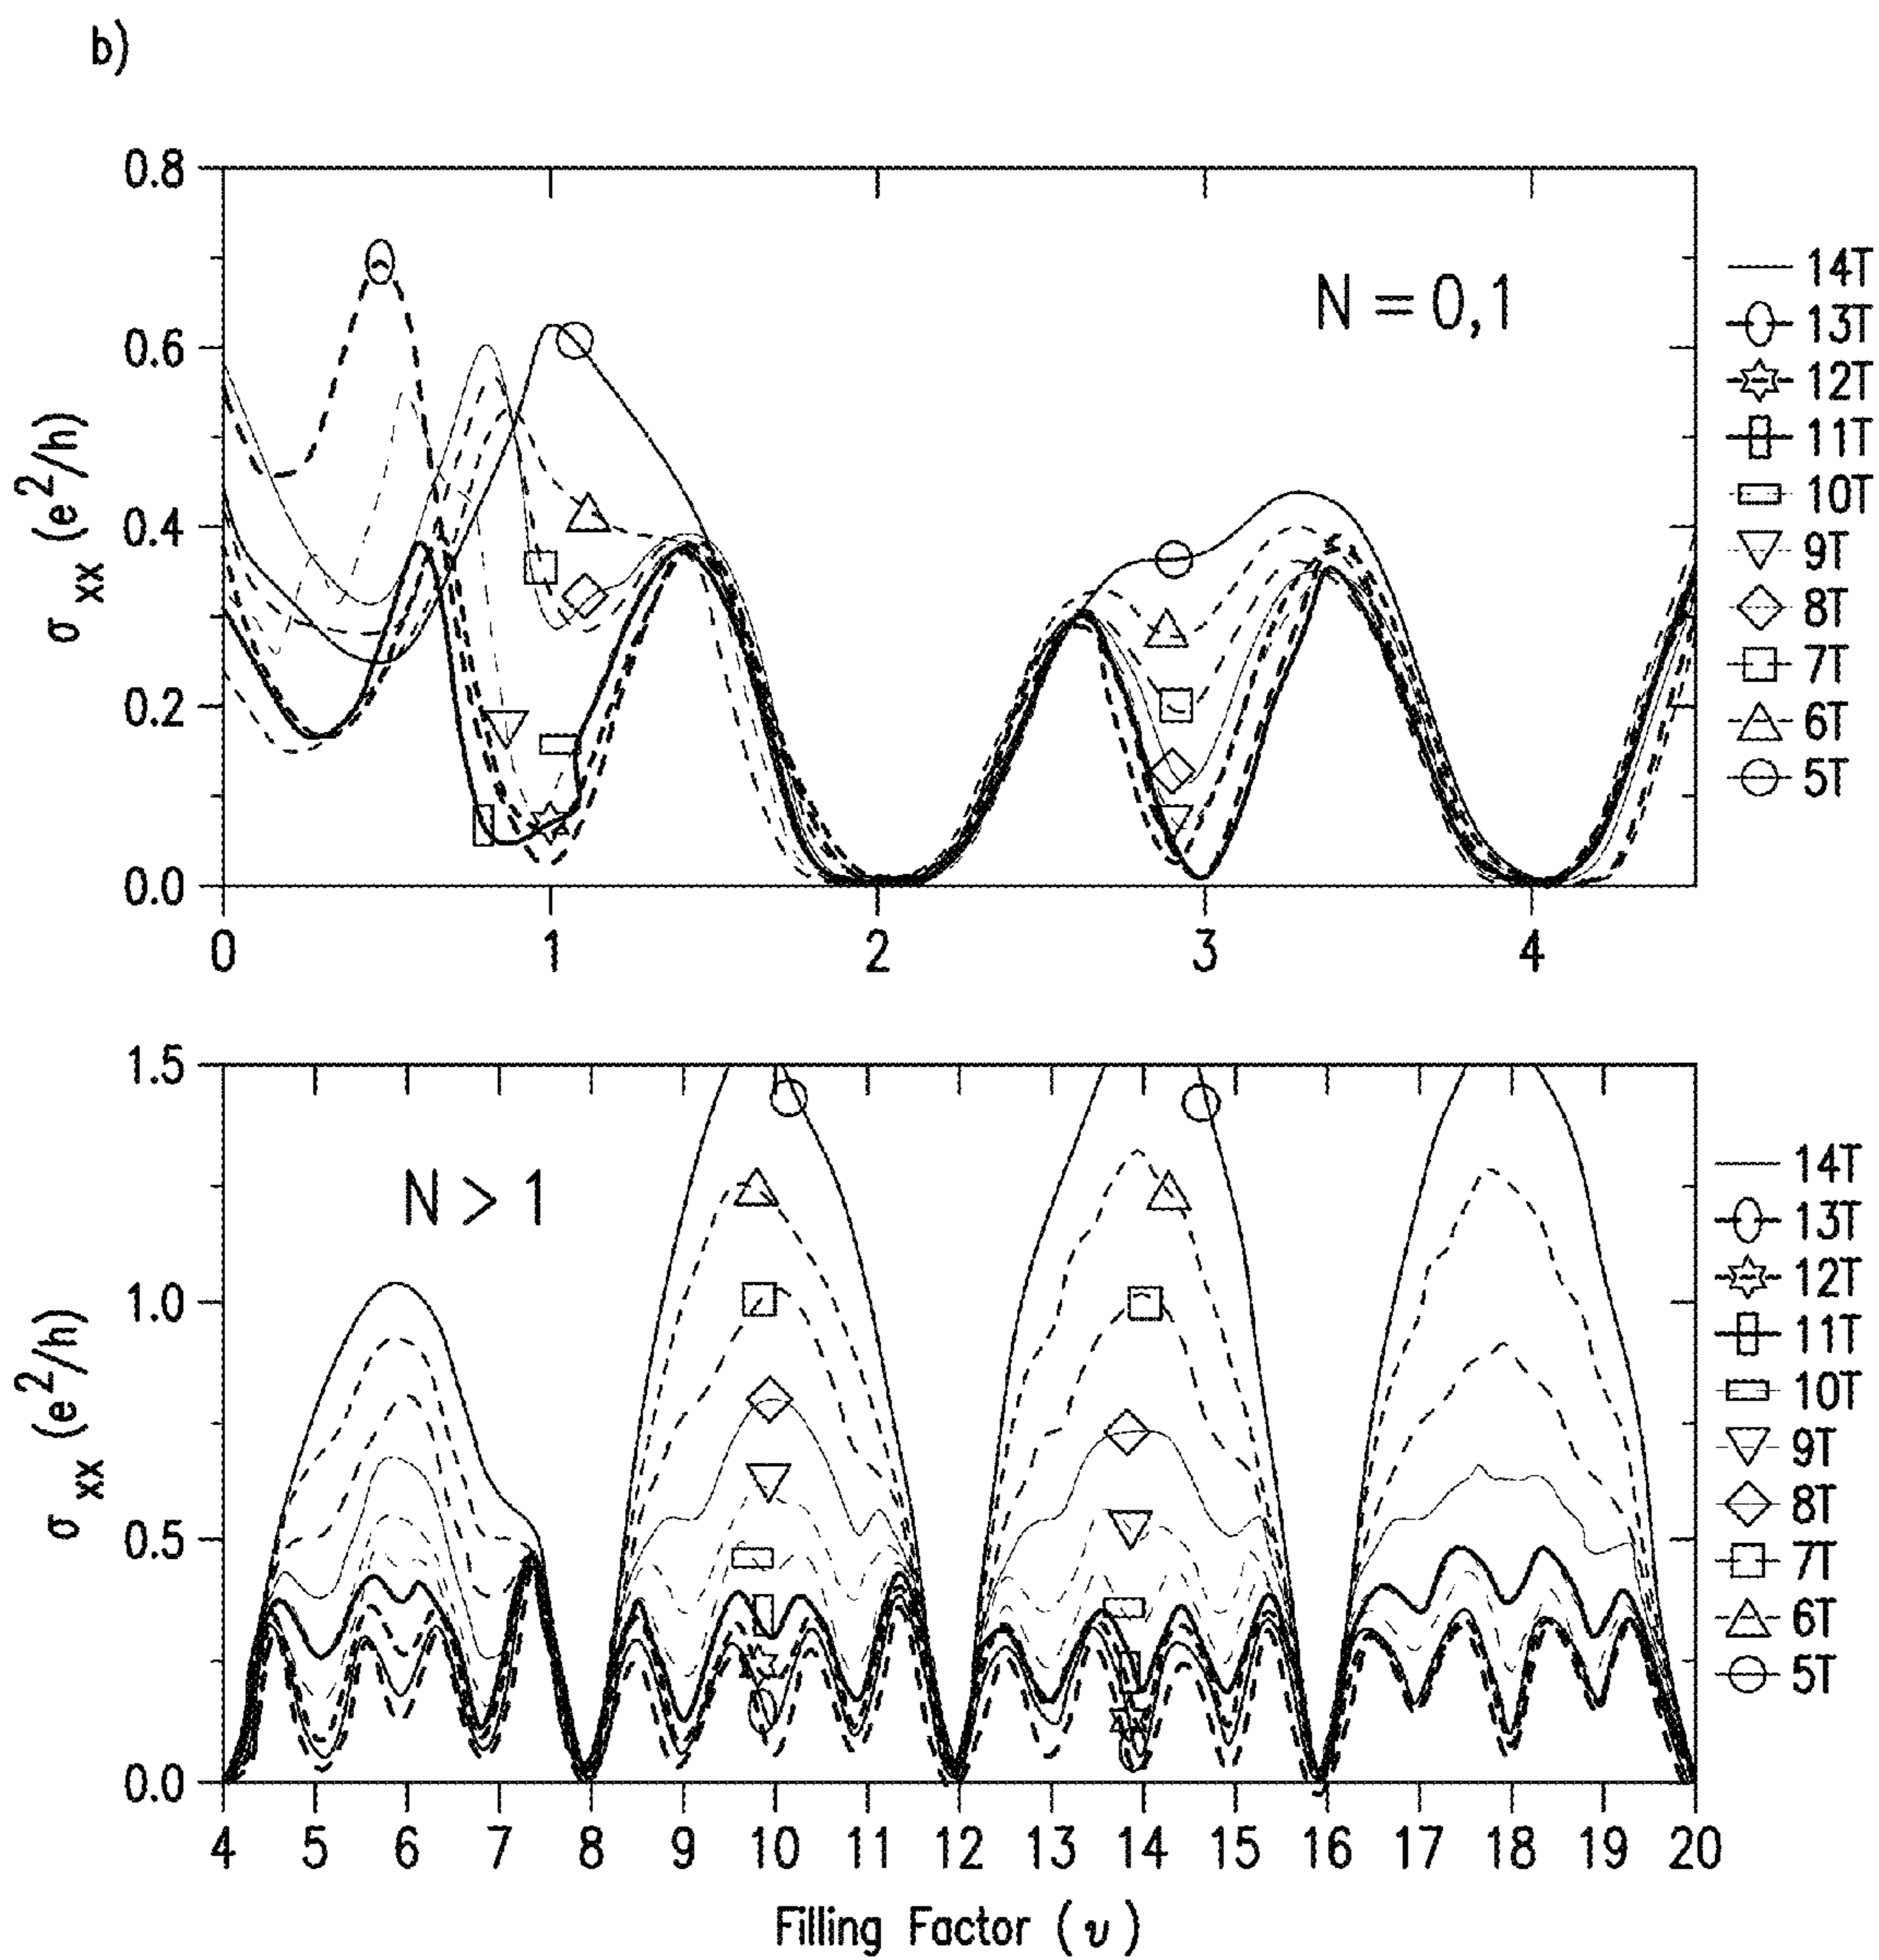 b)
0.8
0.6
0.4
0.2
0.0
σ xx (e²/h)
N = 0,1
0 1 2 3 4
14T
13T
12T
11T
10T
9T
8T
7T
6T
5T
1.5
1.0
0.5
0.0
σ xx (e²/h)
N > 1
4 5 6 7 8 9 10 11 12 13 14 15 16 17 18 19 20
Filling Factor (υ)
14T
13T
12T
11T
10T
9T
8T
7T
6T
5T